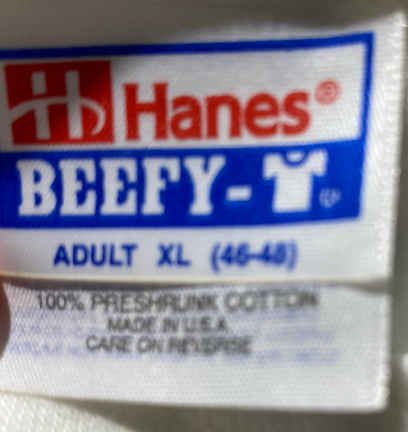 Hanes®
BEEFY-T
ADULT XL (46-48)
100% PRESHRUNK COTTON
MADE IN U.S.A.
CARE ON REVERSE